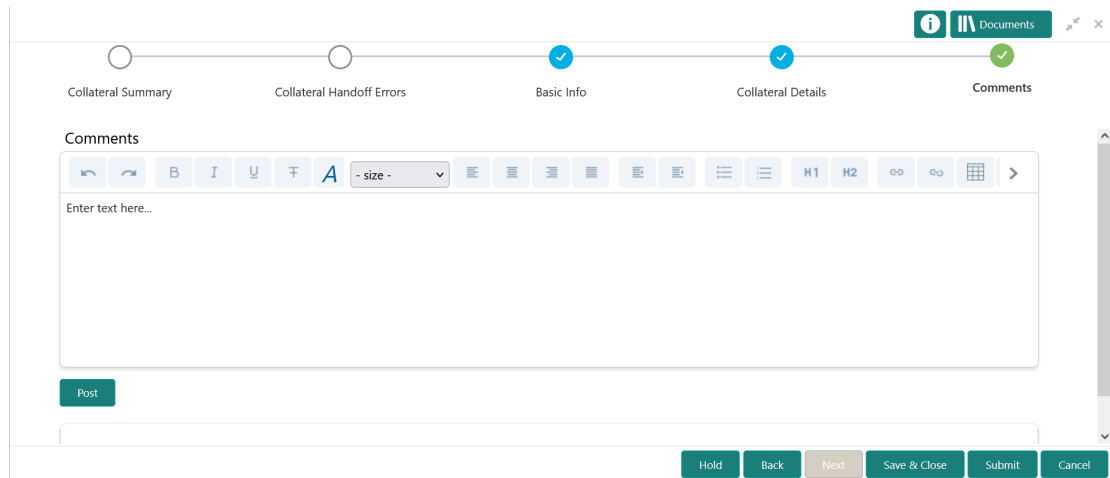 Documents
Collateral Summary
Collateral Handoff Errors
Basic Info
Collateral Details
Comments
Comments
B I U T A - size - H1 H2
Enter text here...
Post
Hold Back Next Save & Close Submit Cancel